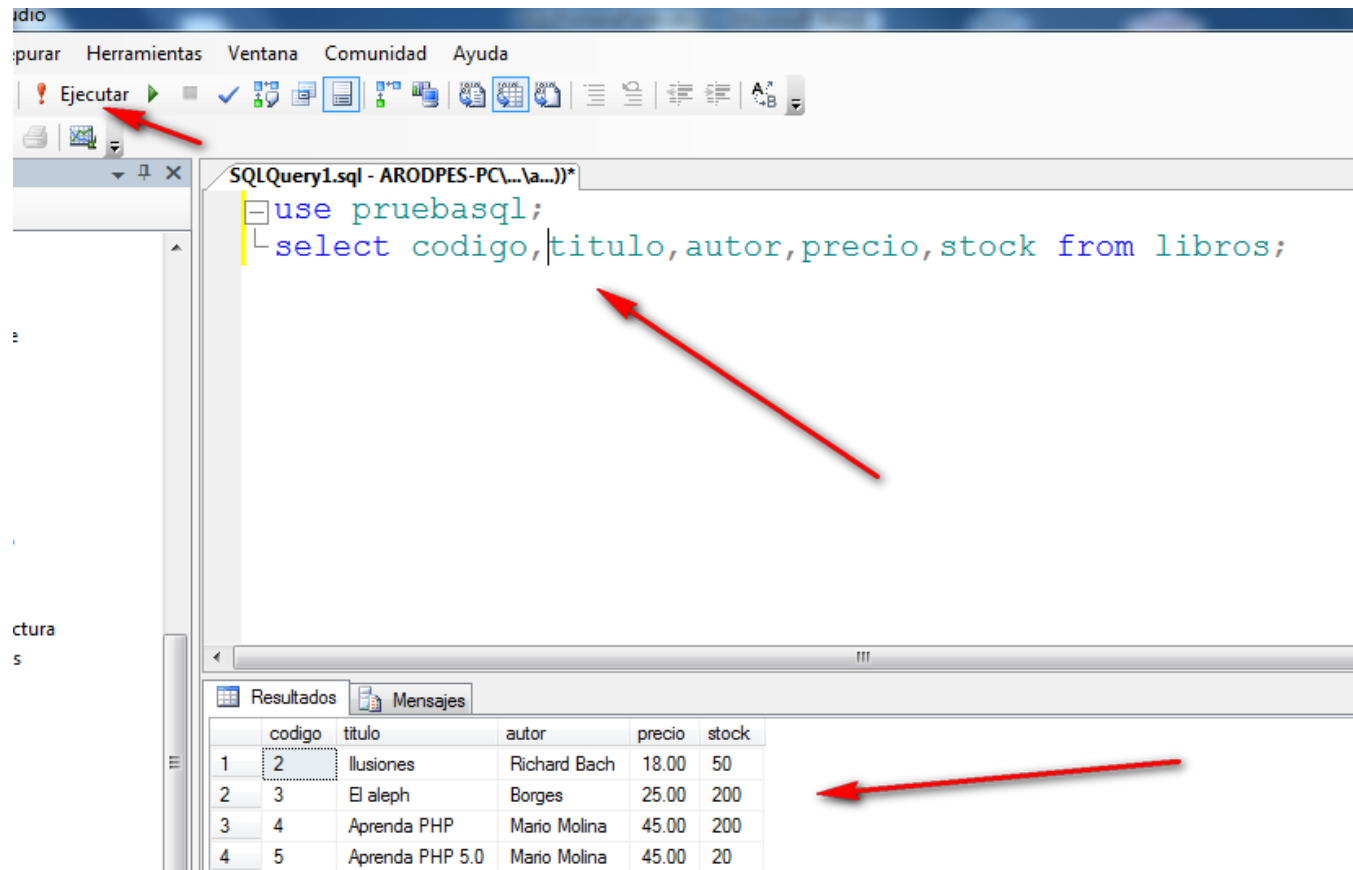 udio
epurar Herramientas Ventana Comunidad Ayuda
Ejecutar
SQLQuery1.sql - ARODPES-PC\...\a...))*
use pruebasql;
select codigo,titulo,autor,precio,stock from libros;
e
ctura
s
Resultados Mensajes
codigo titulo autor precio stock
1 2 Ilusiones Richard Bach 18.00 50
2 3 El aleph Borges 25.00 200
3 4 Aprenda PHP Mario Molina 45.00 200
4 5 Aprenda PHP 5.0 Mario Molina 45.00 20